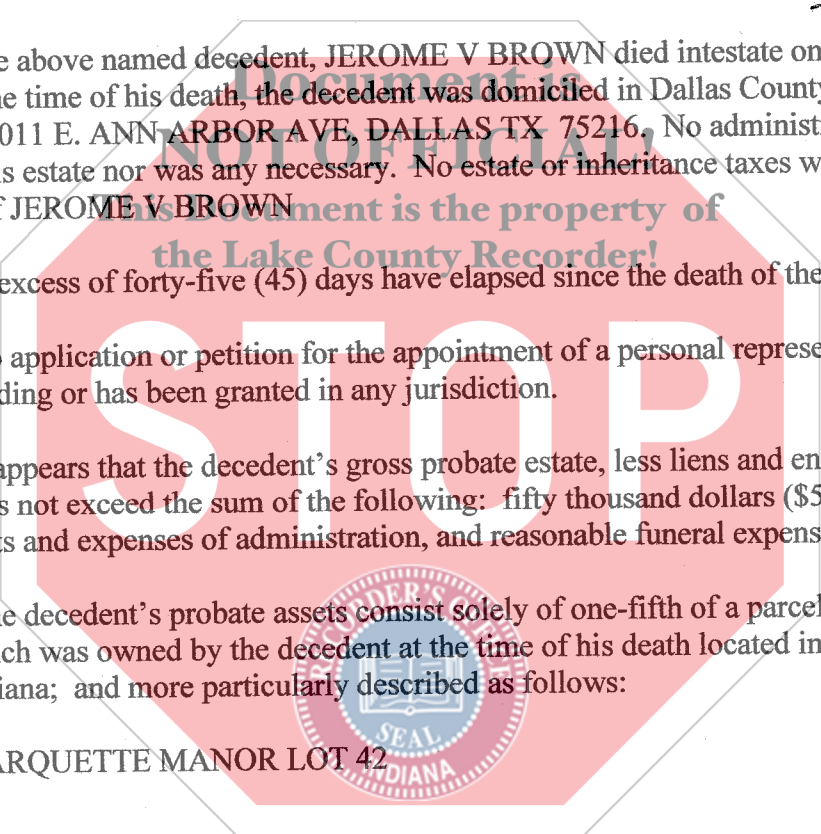 e above named decedent, JEROME V BROWN died intestate on
Document is
e time of his death, the decedent was domiciled in Dallas County
011 E. ANN ARBOR AVE, DALLAS TX 75216. No administ
NOT OFFICIAL!
s estate nor was any necessary. No estate or inheritance taxes w
f JEROME V BROWN
This Document is the property of
the Lake County Recorder!
excess of forty-five (45) days have elapsed since the death of the
STOP
application or petition for the appointment of a personal represe
ding or has been granted in any jurisdiction.
appears that the decedent's gross probate estate, less liens and en
s not exceed the sum of the following: fifty thousand dollars ($5
ts and expenses of administration, and reasonable funeral expens
e decedent's probate assets consist solely of one-fifth of a parcel
ch was owned by the decedent at the time of his death located in
iana; and more particularly described as follows:
RECORDER'S OFFICE
SEAL
INDIANA
ARQUETTE MANOR LOT 42